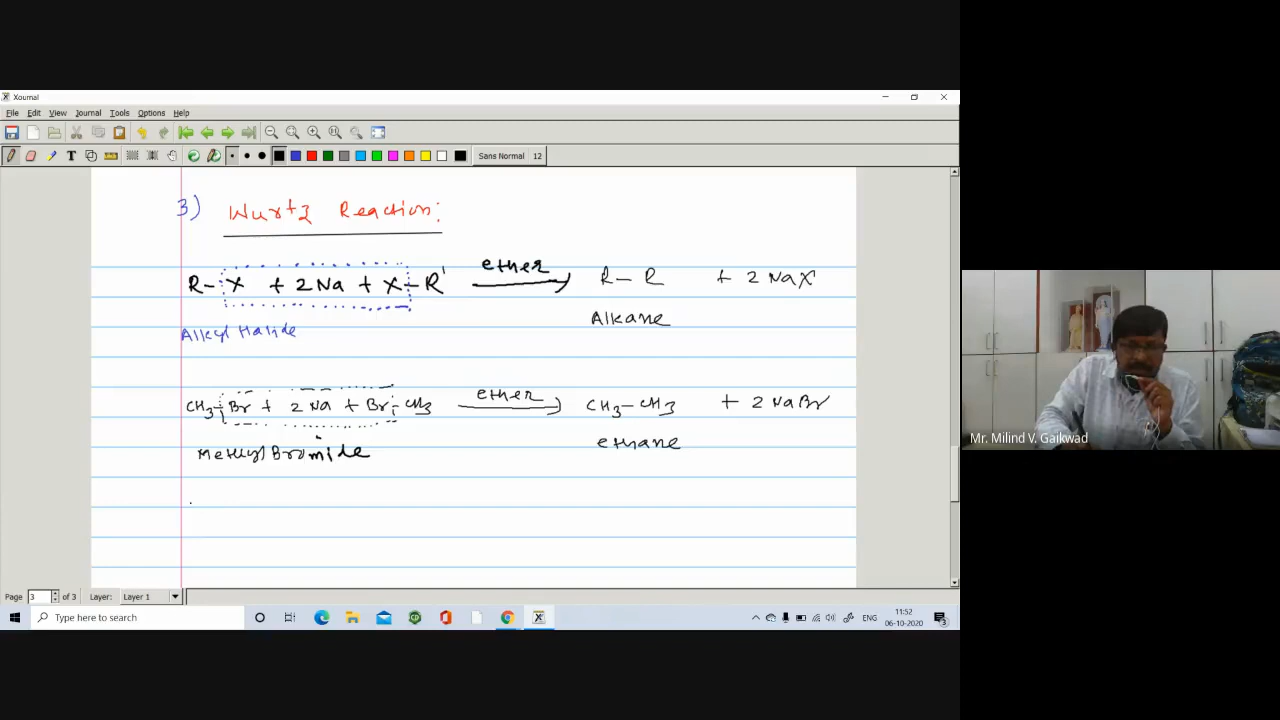 Xournal
File Edit View Journal Tools Options Help
Sans Normal 12
3) Wurtz Reaction:
R-X + 2Na + X-R' ether → R-R + 2NaX
Alkyl Halide Alkane
CH3-Br + 2Na + Br-CH3 ether → CH3-CH3 + 2NaBr
Methyl Bromide ethane
Mr. Milind V. Gaikwad
Page 3 of 3 Layer: Layer 1
Type here to search
ENG
11:52
06-10-2020
3